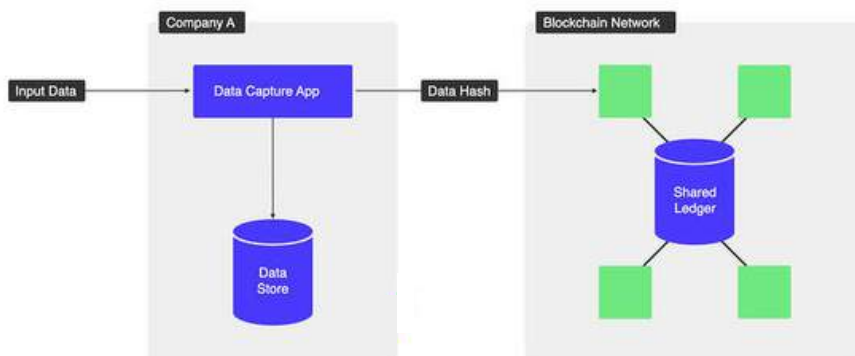 Company A
Blockchain Network
Input Data
Data Capture App
Data Hash
Shared
Ledger
Data
Store